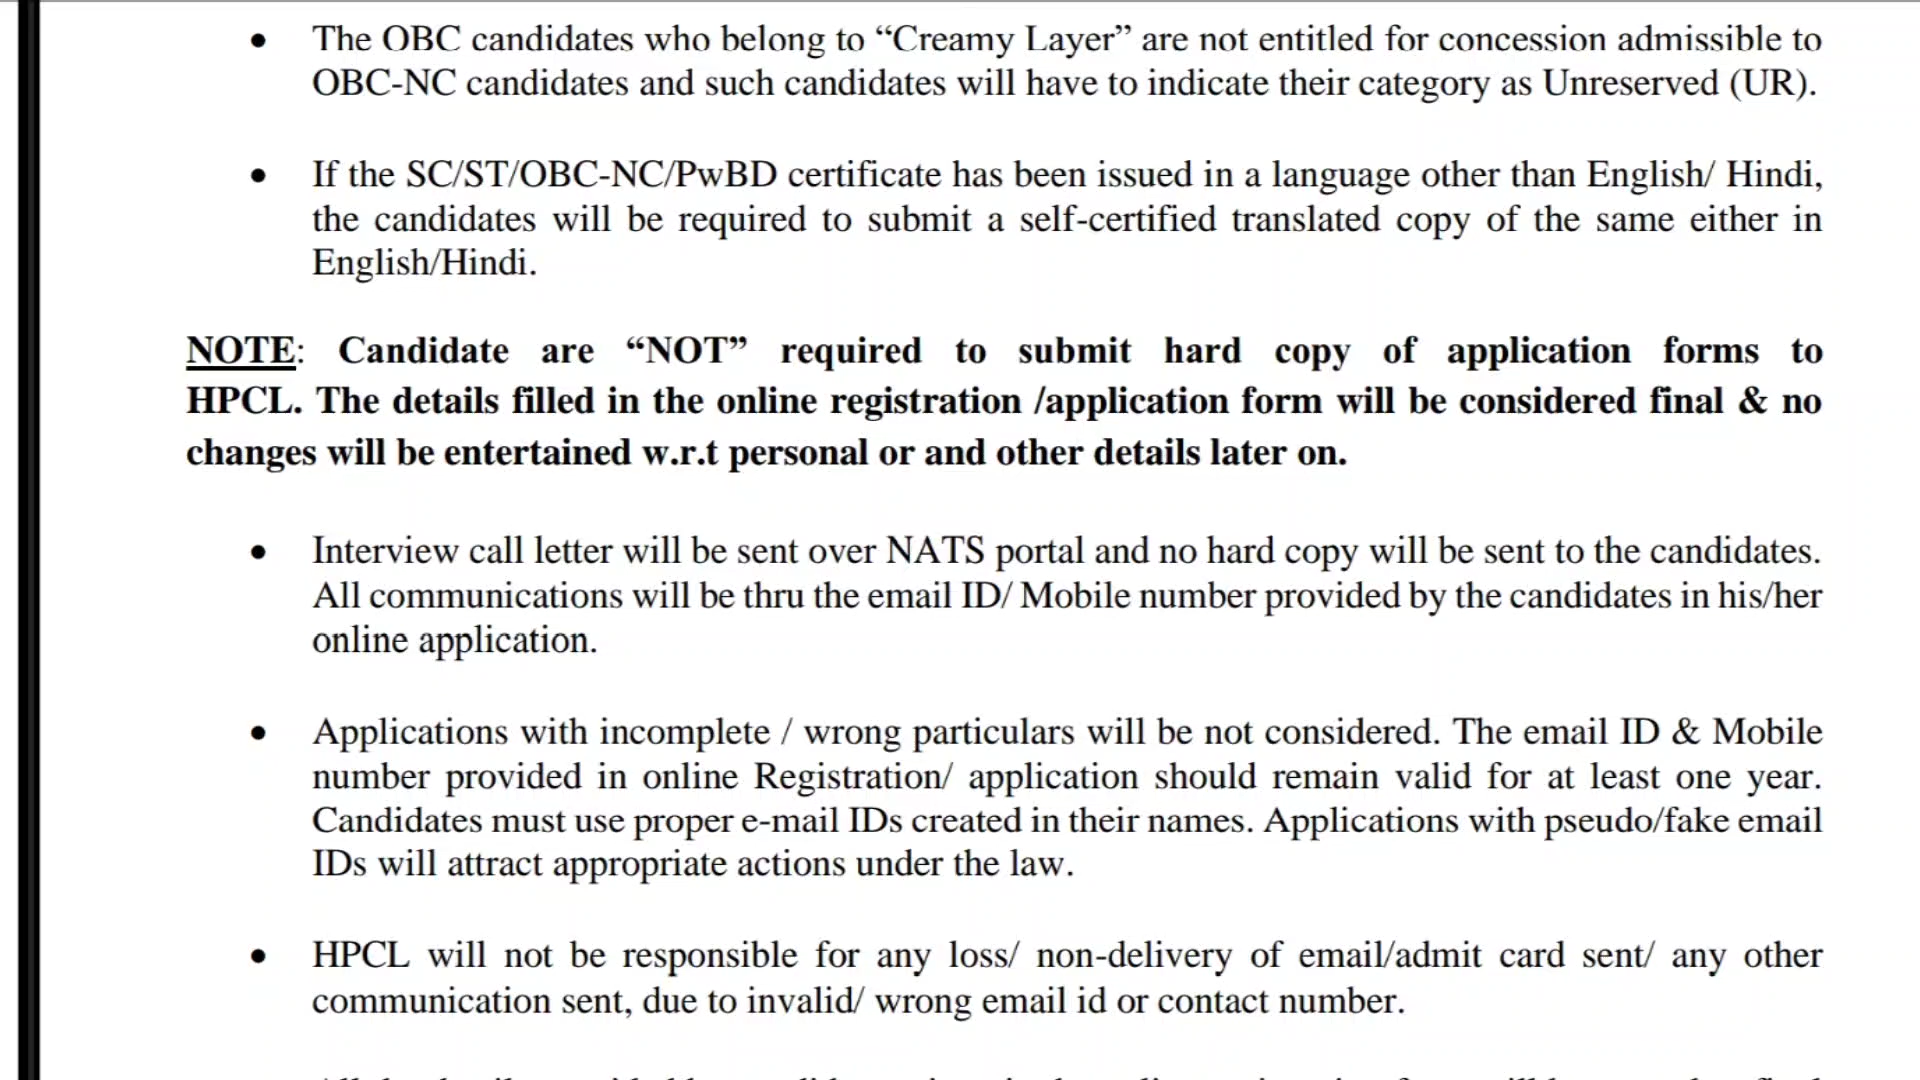 • The OBC candidates who belong to “Creamy Layer” are not entitled for concession admissible to
OBC-NC candidates and such candidates will have to indicate their category as Unreserved (UR).
• If the SC/ST/OBC-NC/PwBD certificate has been issued in a language other than English/ Hindi,
the candidates will be required to submit a self-certified translated copy of the same either in
English/Hindi.
NOTE: Candidate are “NOT” required to submit hard copy of application forms to
HPCL. The details filled in the online registration /application form will be considered final & no
changes will be entertained w.r.t personal or and other details later on.
• Interview call letter will be sent over NATS portal and no hard copy will be sent to the candidates.
All communications will be thru the email ID/ Mobile number provided by the candidates in his/her
online application.
• Applications with incomplete / wrong particulars will be not considered. The email ID & Mobile
number provided in online Registration/ application should remain valid for at least one year.
Candidates must use proper e-mail IDs created in their names. Applications with pseudo/fake email
IDs will attract appropriate actions under the law.
• HPCL will not be responsible for any loss/ non-delivery of email/admit card sent/ any other
communication sent, due to invalid/ wrong email id or contact number.